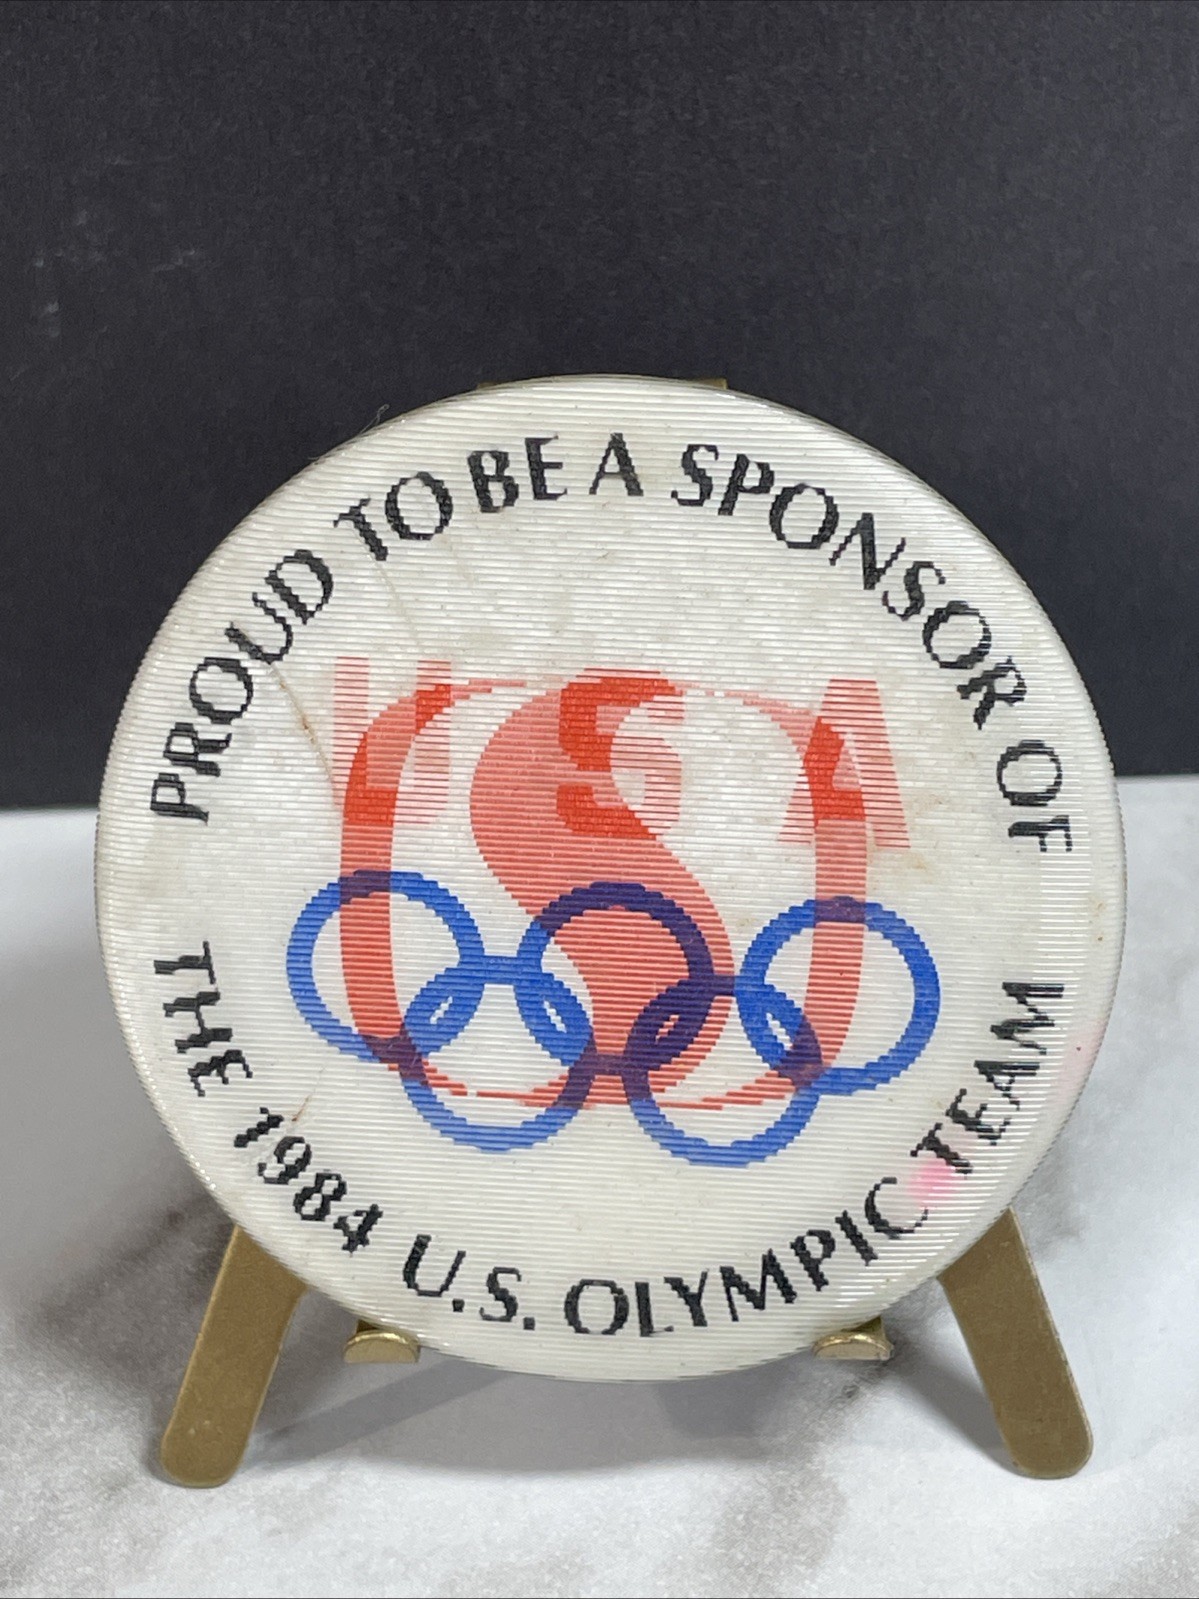 PROUD TO BE A SPONSOR OF
USA
THE 1984 U.S. OLYMPIC TEAM